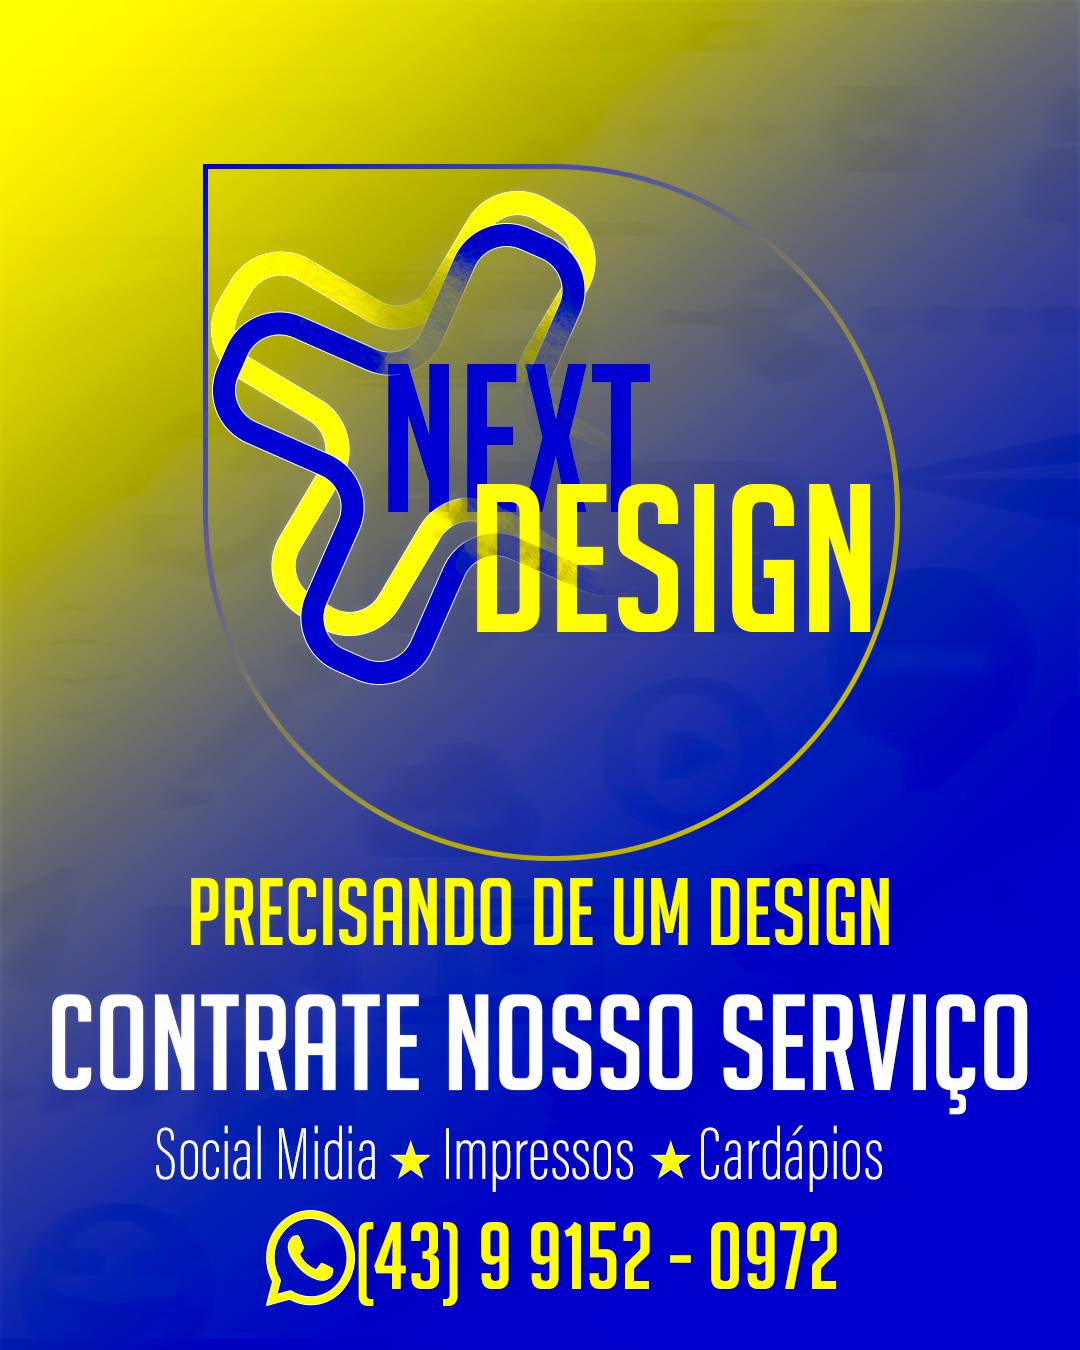 NEXT
DESIGN
PRECISANDO DE UM DESIGN
CONTRATE NOSSO SERVIÇO
Social Midia ★ Impressos ★ Cardápios
(43) 9 9152 - 0972